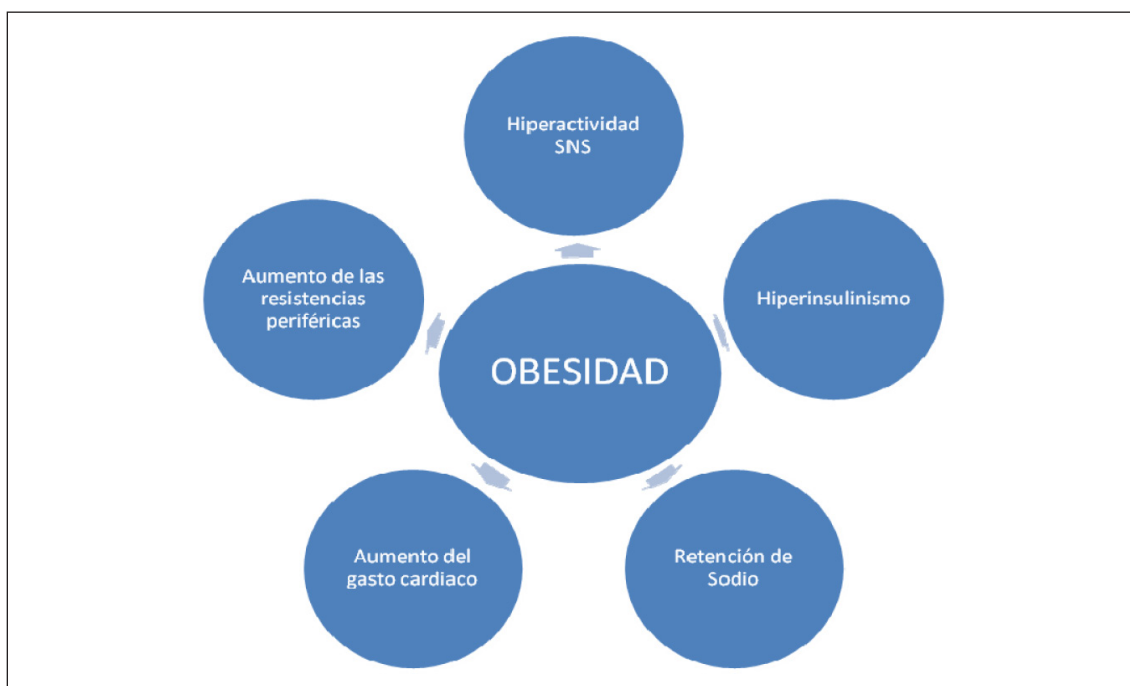 Hiperactividad
SNS
Aumento de las
resistencias
periféricas
Hiperinsulinismo
OBESIDAD
Aumento del
gasto cardiaco
Retención de
Sodio